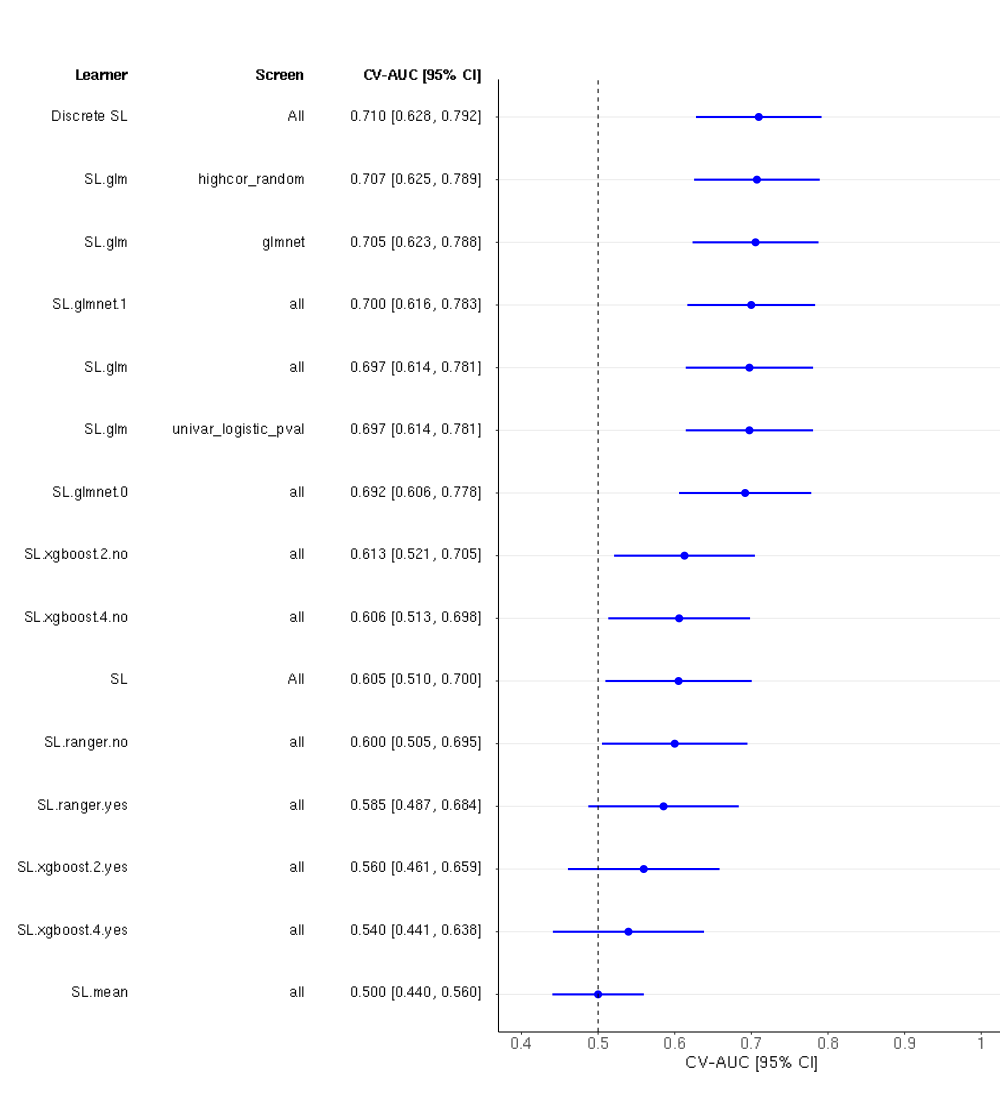 Learner Screen CV-AUC [95% CI]
Discrete SL All 0.710 [0.628, 0.792]
SL.glm highcor_random 0.707 [0.625, 0.789]
SL.glm glmnet 0.705 [0.623, 0.788]
SL.glmnet.1 all 0.700 [0.616, 0.783]
SL.glm all 0.697 [0.614, 0.781]
SL.glm univar_logistic_pval 0.697 [0.614, 0.781]
SL.glmnet.0 all 0.692 [0.606, 0.778]
SL.xgboost.2.no all 0.613 [0.521, 0.705]
SL.xgboost.4.no all 0.606 [0.513, 0.698]
SL All 0.605 [0.510, 0.700]
SL.ranger.no all 0.600 [0.505, 0.695]
SL.ranger.yes all 0.585 [0.487, 0.684]
SL.xgboost.2.yes all 0.560 [0.461, 0.659]
SL.xgboost.4.yes all 0.540 [0.441, 0.638]
SL.mean all 0.500 [0.440, 0.560]
0.4 0.5 0.6 0.7 0.8 0.9 1
CV-AUC [95% CI]